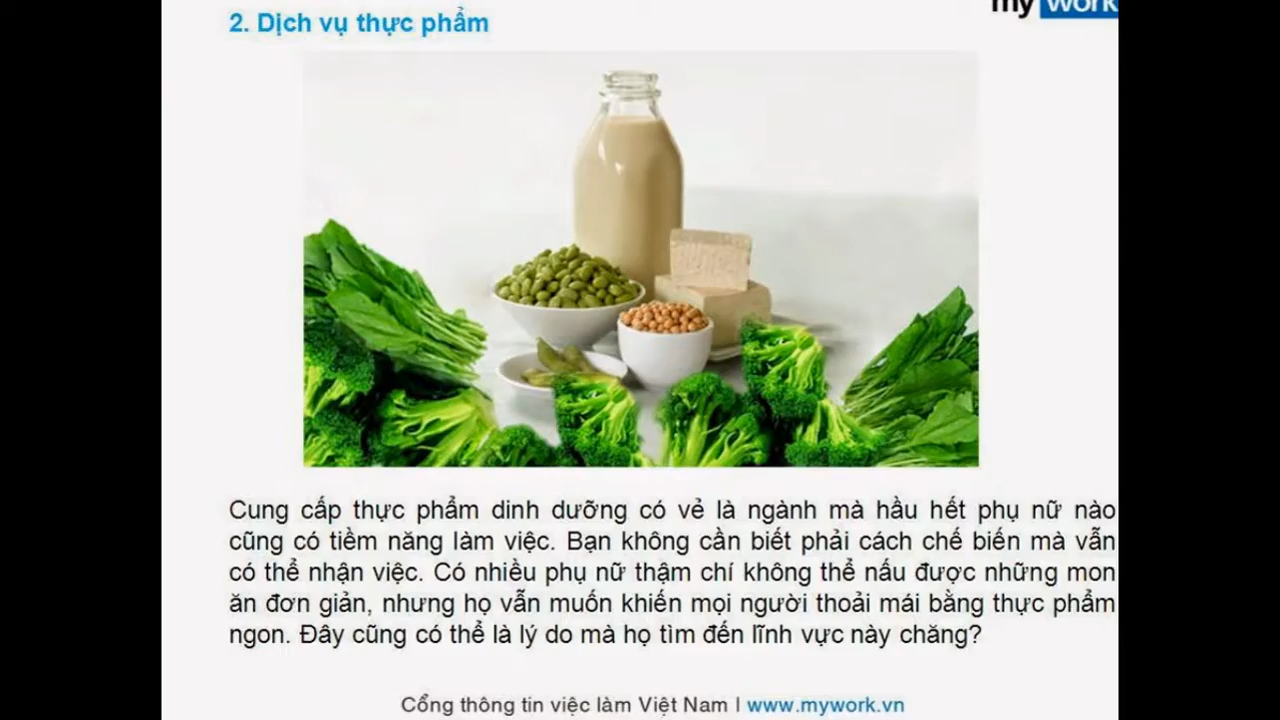 my work
2. Dịch vụ thực phẩm
Cung cấp thực phẩm dinh dưỡng có vẻ là ngành mà hầu hết phụ nữ nào
cũng có tiềm năng làm việc. Bạn không cần biết phải cách chế biến mà vẫn
có thể nhận việc. Có nhiều phụ nữ thậm chí không thể nấu được những mon
ăn đơn giản, nhưng họ vẫn muốn khiến mọi người thoải mái bằng thực phẩm
ngon. Đây cũng có thể là lý do mà họ tìm đến lĩnh vực này chăng?
Cổng thông tin việc làm Việt Nam | www.mywork.vn